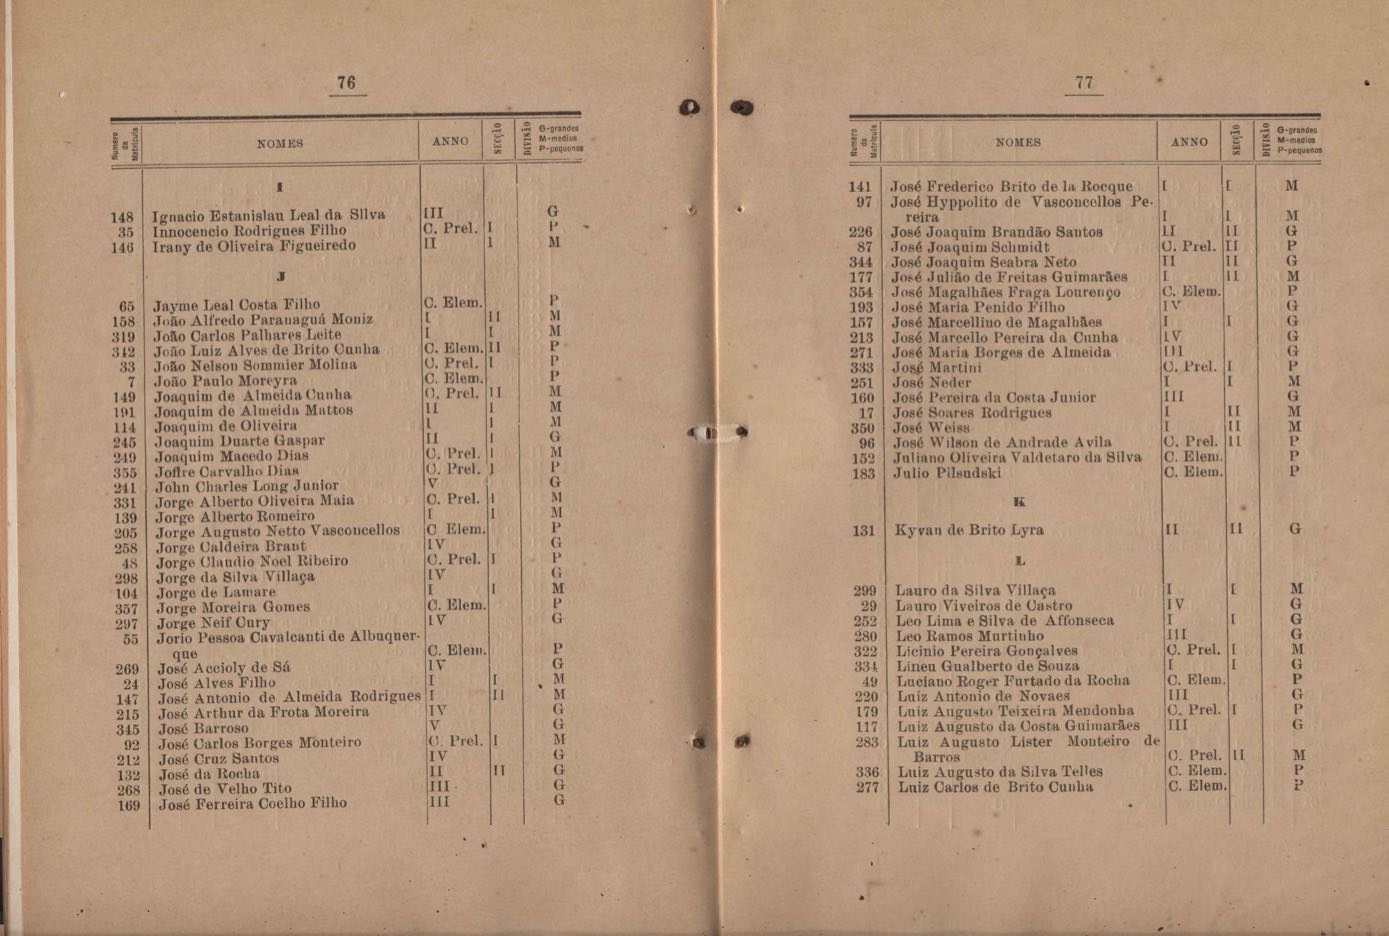 76
Numero da Matricula NOMES ANNO SECÇÃO DIVISÃO G-grandes M-medios P-pequenos
I
148 Ignacio Estanislau Leal da Silva III G
35 Innocencio Rodrigues Filho C. Prel. I P
146 Irany de Oliveira Figueiredo II I M
J
65 Jayme Leal Costa Filho C. Elem. P
158 João Alfredo Paranaguá Moniz I II M
319 João Carlos Palhares Leite I I M
342 João Luiz Alves de Brito Cunha C. Elem. II P
33 João Nelson Sommier Molina C. Prel. I P
7 João Paulo Moreyra C. Elem. P
149 Joaquim de Almeida Cunha C. Prel. II M
191 Joaquim de Almeida Mattos II I M
114 Joaquim de Oliveira I I M
245 Joaquim Duarte Gaspar II I G
249 Joaquim Macedo Dias C. Prel. I M
355 Joffre Carvalho Dias C. Prel. I P
241 John Charles Long Junior V G
331 Jorge Alberto Oliveira Maia C. Prel. I M
139 Jorge Alberto Romeiro I I M
205 Jorge Augusto Netto Vasconcellos C Elem. P
258 Jorge Caldeira Brant IV G
48 Jorge Claudio Noel Ribeiro C. Prel. I P
298 Jorge da Silva Villaça IV G
104 Jorge de Lamare I I M
357 Jorge Moreira Gomes C. Elem. P
297 Jorge Neif Cury IV G
55 Jorio Pessoa Cavalcanti de Albuquer-
que C. Elem. P
269 José Accioly de Sá IV G
24 José Alves Filho I I M
147 José Antonio de Almeida Rodrigues I II M
215 José Arthur da Frota Moreira IV G
345 José Barroso V G
92 José Carlos Borges Monteiro C. Prel. I M
212 José Cruz Santos IV G
132 José da Rocha II II G
268 José de Velho Tito III G
169 José Ferreira Coelho Filho III G
77
Numero da Matricula NOMES ANNO SECÇÃO DIVISÃO G-grandes M-medios P-pequenos
141 José Frederico Brito de la Rocque I I M
97 José Hyppolito de Vasconcellos Pe-
reira I I M
226 José Joaquim Brandão Santos II II G
87 José Joaquim Schmidt C. Prel. II P
344 José Joaquim Seabra Neto II II G
177 José Julião de Freitas Guimarães I II M
354 José Magalhães Fraga Lourenço C. Elem. P
193 José Maria Penido Filho IV G
157 José Marcellino de Magalhães I I G
213 José Marcello Pereira da Cunha IV G
271 José Maria Borges de Almeida III G
333 José Martini C. Prel. I P
251 José Neder I I M
160 José Pereira da Costa Junior III G
17 José Soares Rodrigues I II M
350 José Weiss I II M
96 José Wilson de Andrade Avila C. Prel. II P
152 Juliano Oliveira Valdetaro da Silva C. Elem. P
183 Julio Pilsudski C. Elem. P
K
131 Kyvan de Brito Lyra II II G
L
299 Lauro da Silva Villaça I I M
29 Lauro Viveiros de Castro IV G
252 Leo Lima e Silva de Affonseca I I G
280 Leo Ramos Murtinho III G
322 Licinio Pereira Gonçalves C. Prel. I M
334 Lineu Gualberto de Souza I I G
49 Luciano Roger Furtado da Rocha C. Elem. P
220 Luiz Antonio de Novaes III G
179 Luiz Augusto Teixeira Mendonha C. Prel. I P
117 Luiz Augusto da Costa Guimarães III G
283 Luiz Augusto Lister Monteiro de
Barros C. Prel. II M
336 Luiz Augusto da Silva Telles C. Elem. P
277 Luiz Carlos de Brito Cunha C. Elem. P